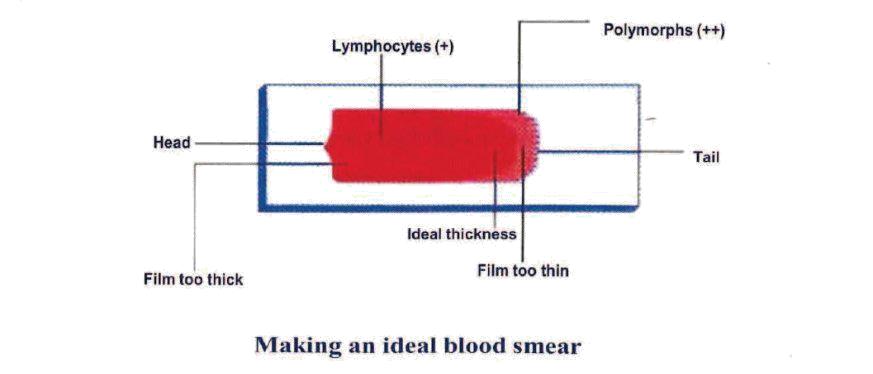 Polymorphs (++)
Lymphocytes (+)
Head
Tail
Ideal thickness
Film too thin
Film too thick
Making an ideal blood smear